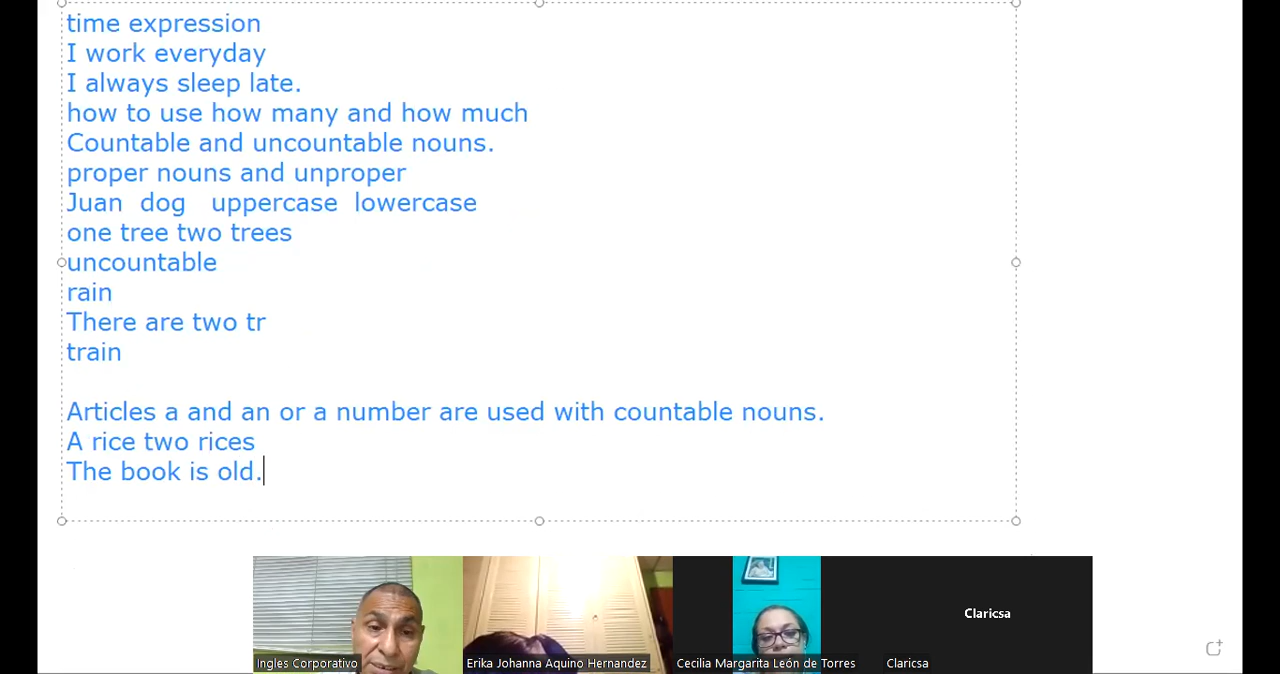 time expression
I work everyday
I always sleep late.
how to use how many and how much
Countable and uncountable nouns.
proper nouns and unproper
Juan dog uppercase lowercase
one tree two trees
uncountable
rain
There are two tr
train
Articles a and an or a number are used with countable nouns.
A rice two rices
The book is old.
Claricsa
Ingles Corporativo
Erika Johanna Aquino Hernandez
Cecilia Margarita León de Torres
Claricsa